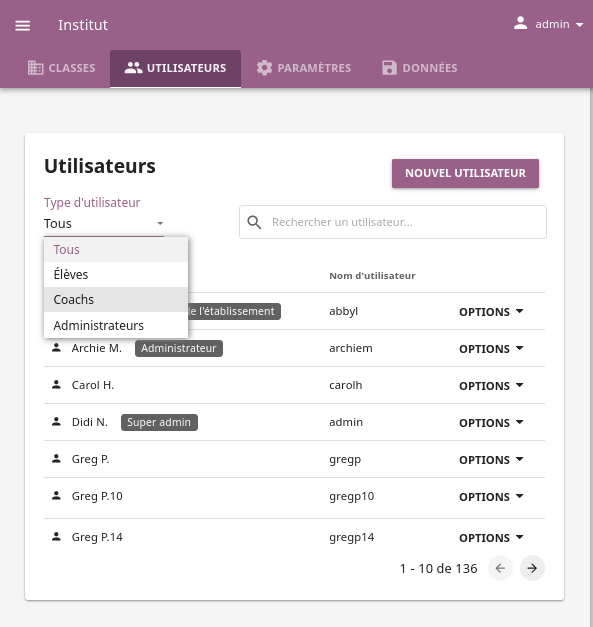 Institut
admin
CLASSES
UTILISATEURS
PARAMÈTRES
DONNÉES
Utilisateurs
NOUVEL UTILISATEUR
Type d'utilisateur
Tous
Rechercher un utilisateur...
Tous
Élèves
Coachs
Administrateurs
Nom d'utilisateur
l'établissement abbyl OPTIONS
Archie M. Administrateur archiem OPTIONS
Carol H. carolh OPTIONS
Didi N. Super admin admin OPTIONS
Greg P. gregp OPTIONS
Greg P.10 gregp10 OPTIONS
Greg P.14 gregp14 OPTIONS
1 - 10 de 136